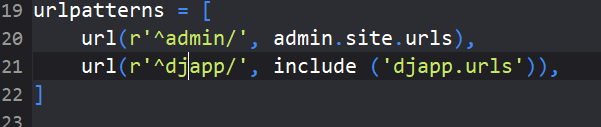 19 urlpatterns = [
20     url(r'^admin/', admin.site.urls),
21     url(r'^djapp/', include ('djapp.urls')),
22 ]
23